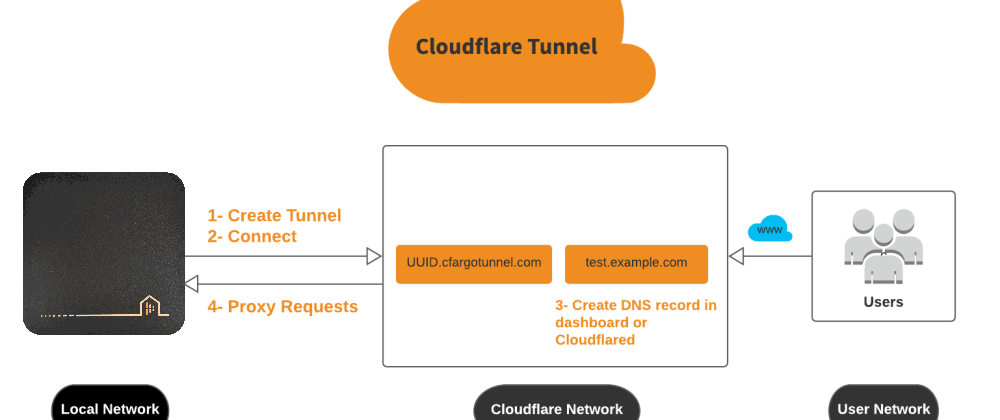 Cloudflare Tunnel
1- Create Tunnel
2- Connect
UUID.cfargotunnel.com
test.example.com
www
4- Proxy Requests
3- Create DNS record in
dashboard or
Cloudflared
Users
Local Network
Cloudflare Network
User Network